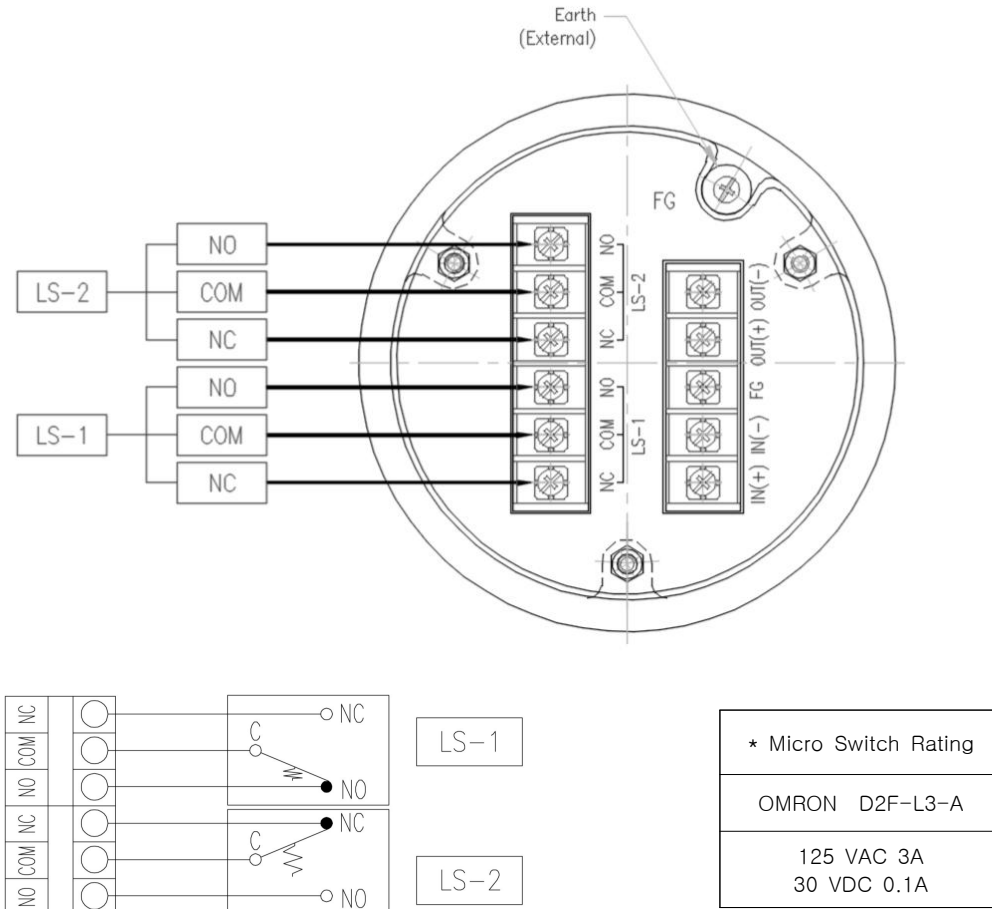 Earth
(External)
FG
NO
COM
NC
LS-2
NO
COM
NC
LS-1
NO
COM
NC
LS-2
NO
COM
NC
LS-1
OUT(-)
OUT(+)
FG
IN(-)
IN(+)
NC
COM
NO
NC
COM
NO
C
NC
NO
LS-1
C
NC
NO
LS-2
* Micro Switch Rating
OMRON D2F-L3-A
125 VAC 3A
30 VDC 0.1A